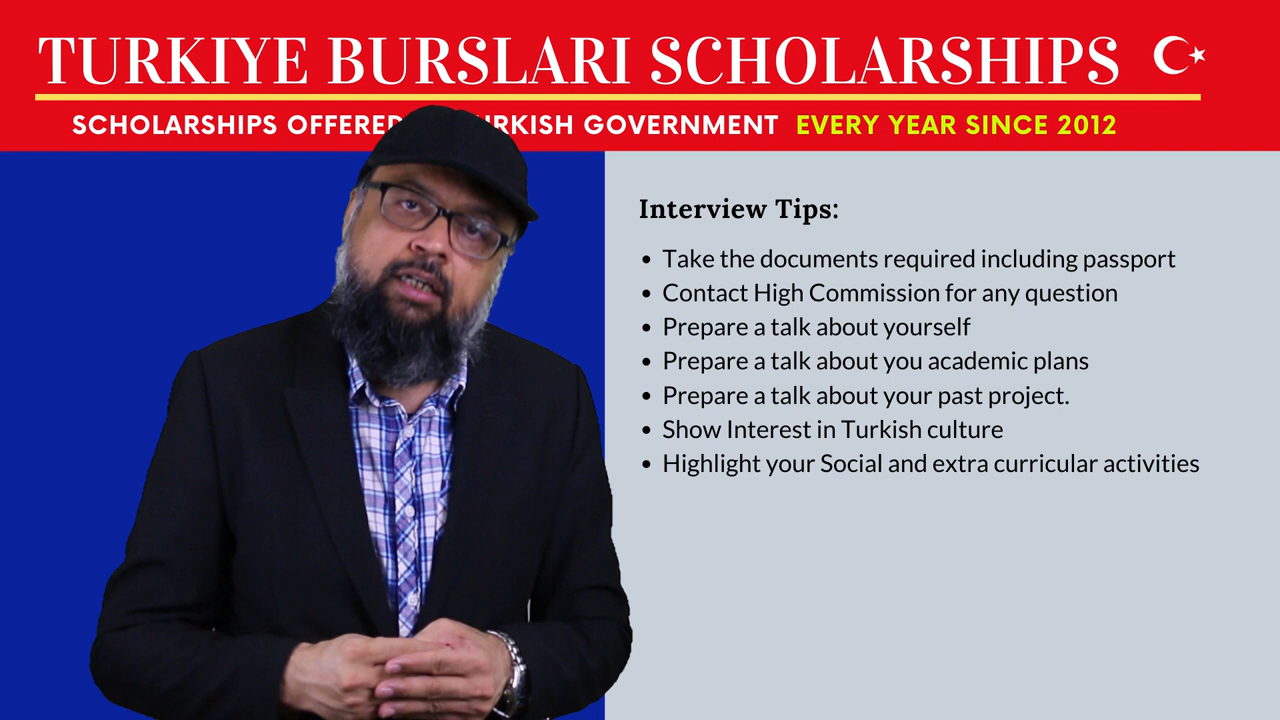 TURKIYE BURSLARI SCHOLARSHIPS
SCHOLARSHIPS OFFERED GOVERNMENT EVERY YEAR SINCE 2012
Interview Tips:
• Take the documents required including passport
• Contact High Commission for any question
• Prepare a talk about yourself
• Prepare a talk about you academic plans
• Prepare a talk about your past project.
• Show Interest in Turkish culture
• Highlight your Social and extra curricular activities